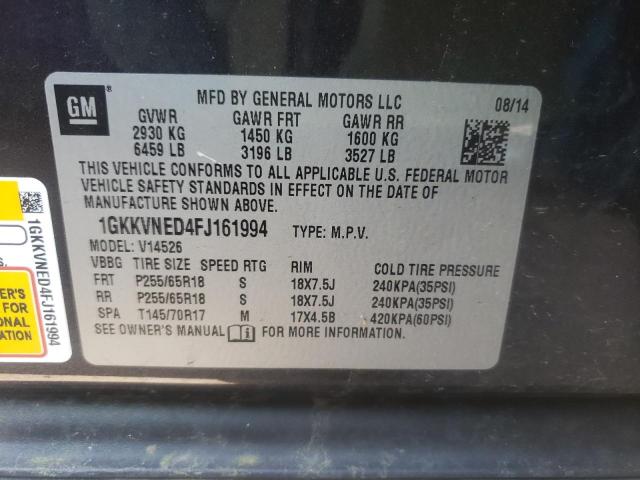 GM
MFD BY GENERAL MOTORS LLC 08/14
GVWR GAWR FRT GAWR RR
2930 KG 1450 KG 1600 KG
6459 LB 3196 LB 3527 LB
THIS VEHICLE CONFORMS TO ALL APPLICABLE U.S. FEDERAL MOTOR
VEHICLE SAFETY STANDARDS IN EFFECT ON THE DATE OF
MANUFACTURE SHOWN ABOVE.
1GKKVNED4FJ161994 TYPE: M.P.V.
MODEL: V14526
VBBG TIRE SIZE SPEED RTG RIM COLD TIRE PRESSURE
FRT P255/65R18 S 18X7.5J 240KPA(35PSI)
RR P255/65R18 S 18X7.5J 240KPA(35PSI)
SPA T145/70R17 M 17X4.5B 420KPA(60PSI)
SEE OWNER'S MANUAL FOR MORE INFORMATION.
1GKKVNED4FJ161994
ER'S
FOR
ONAL
ATION